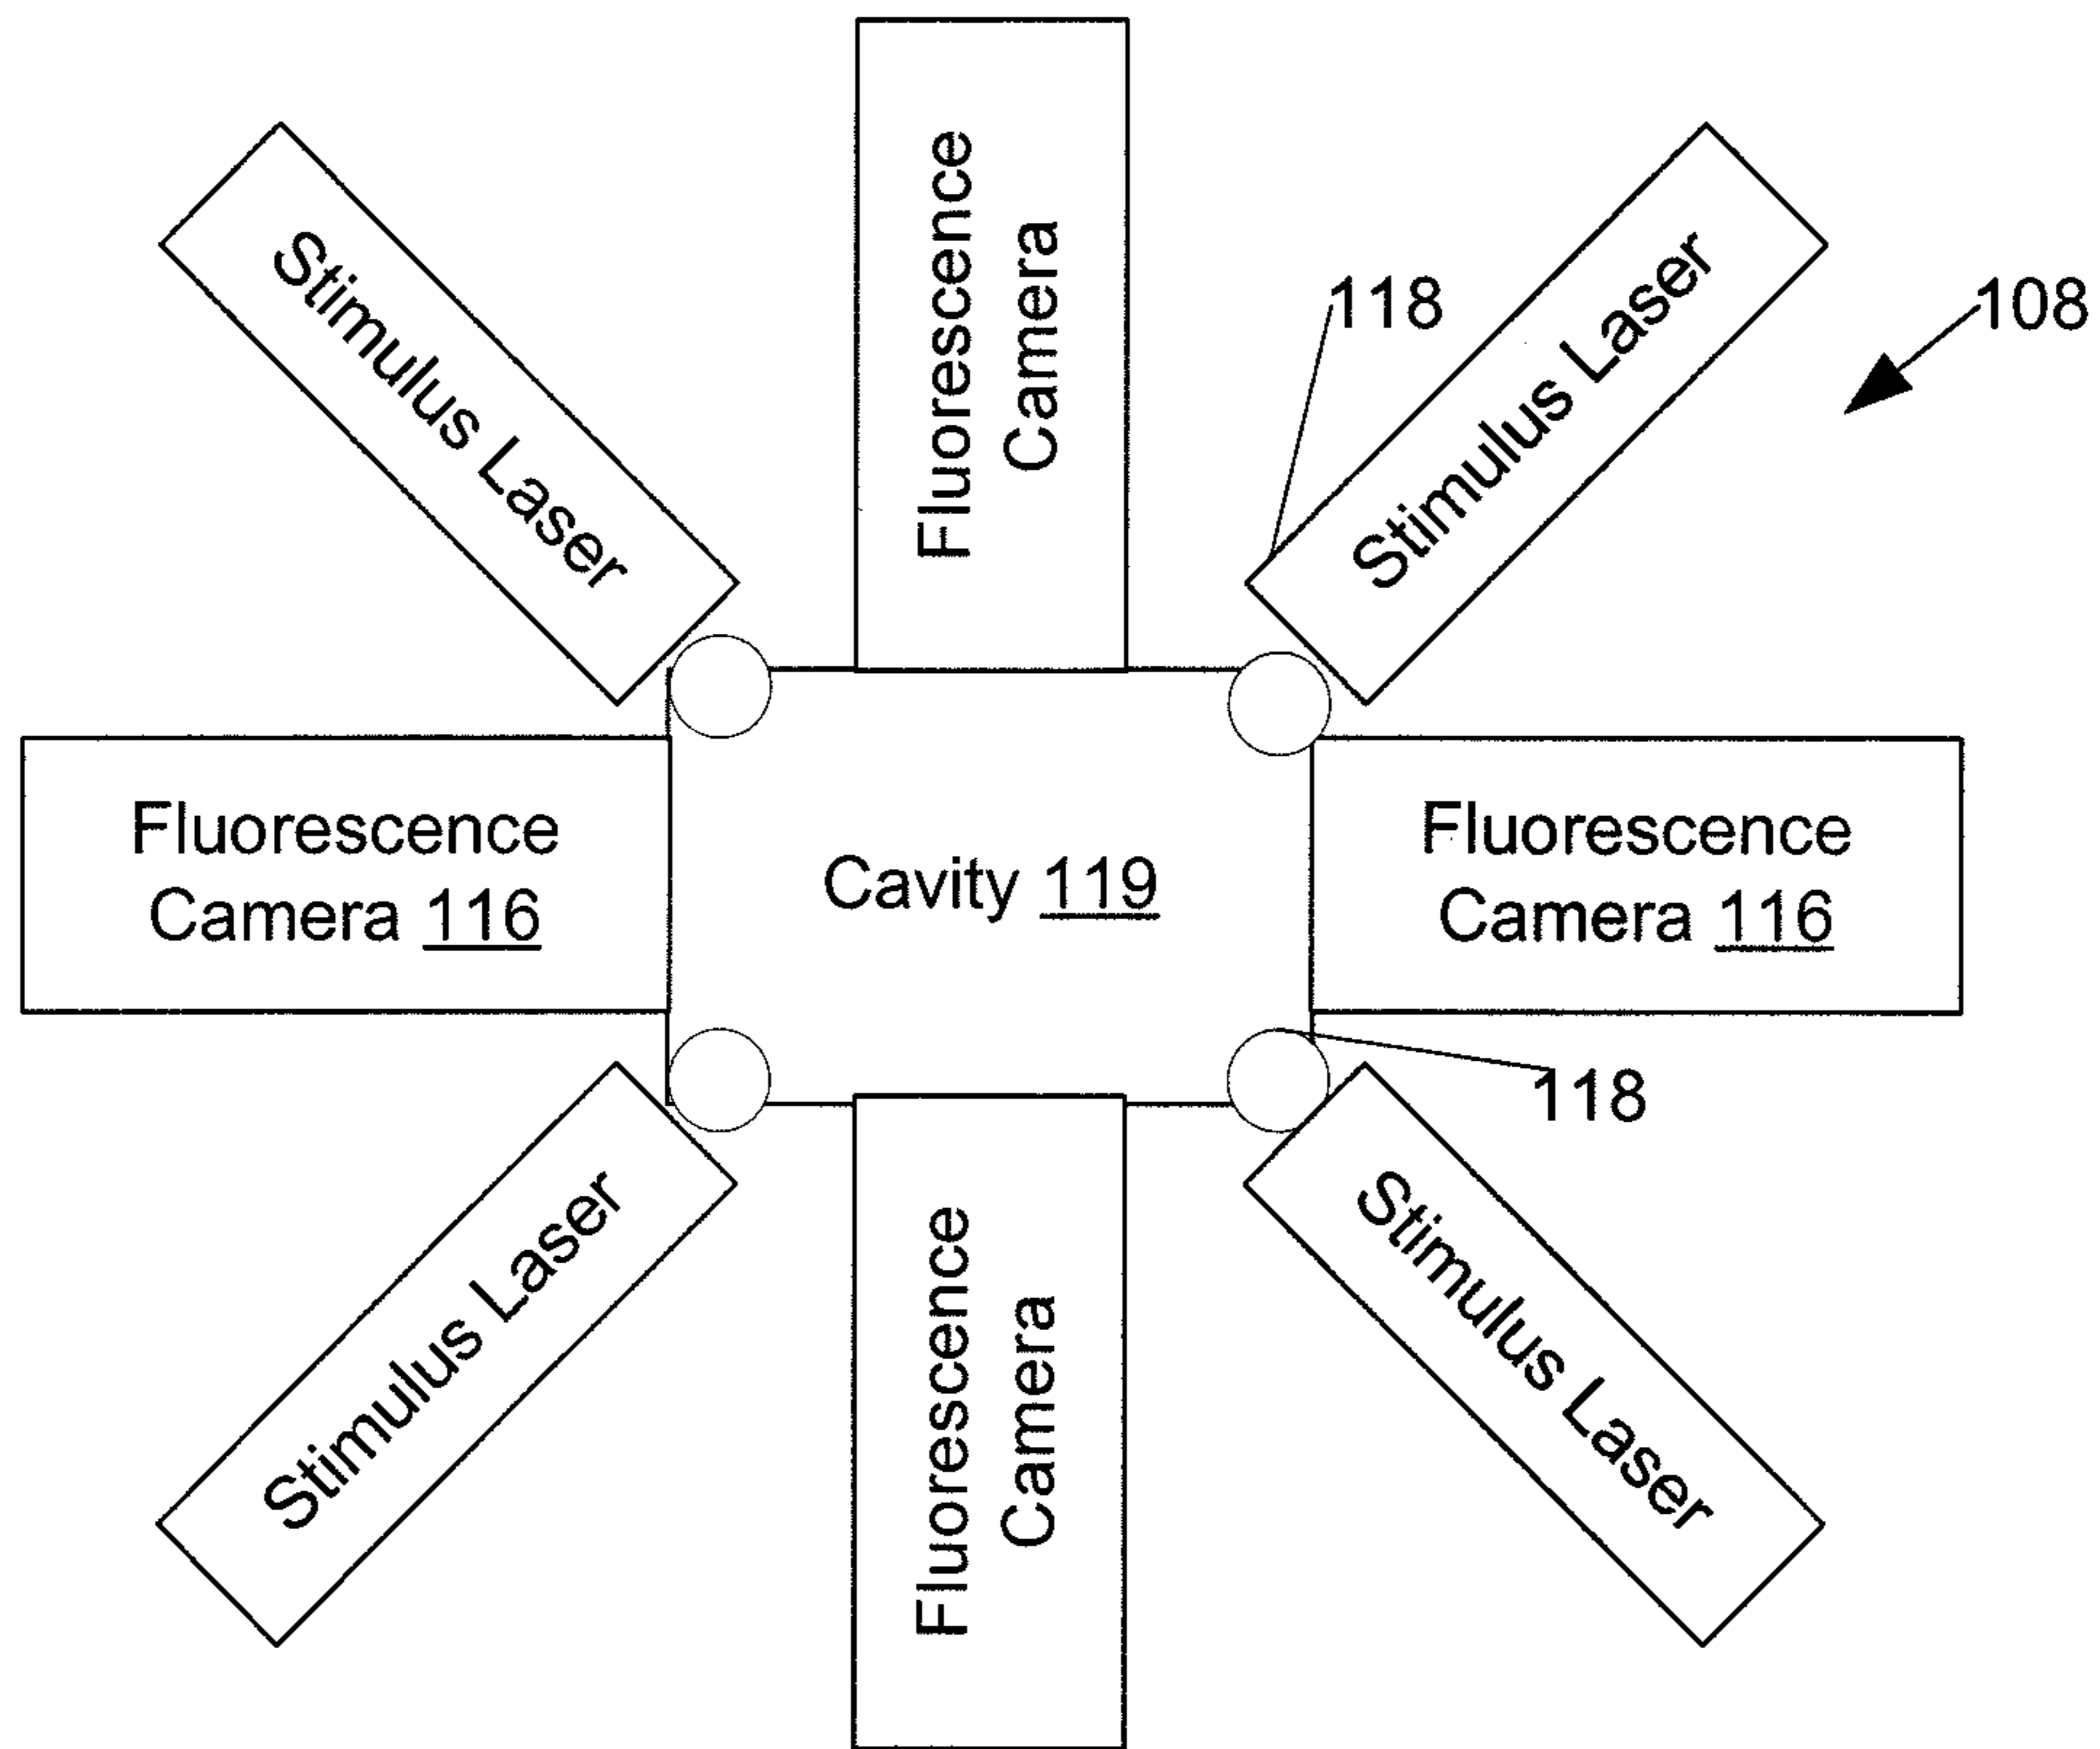 Fluorescence
Camera
Stimulus Laser
Stimulus Laser
118
108
Fluorescence
Camera 116
Cavity 119
Fluorescence
Camera 116
118
Stimulus Laser
Fluorescence
Camera
Stimulus Laser